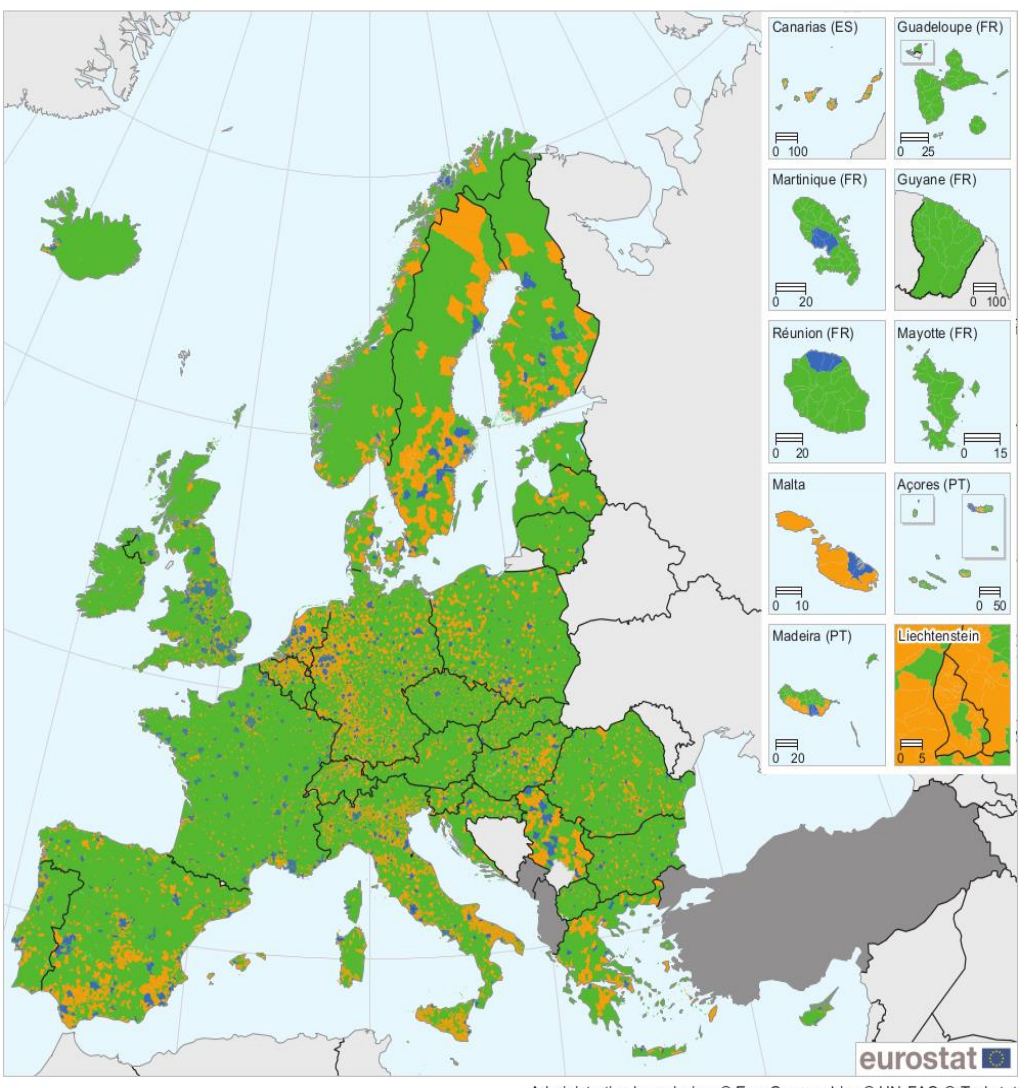 Canarias (ES)
0 100
Guadeloupe (FR)
0 25
Martinique (FR)
0 20
Guyane (FR)
0 100
Réunion (FR)
0 20
Mayotte (FR)
0 15
Malta
0 10
Açores (PT)
0 50
Madeira (PT)
0 20
Liechtenstein
0 5
eurostat